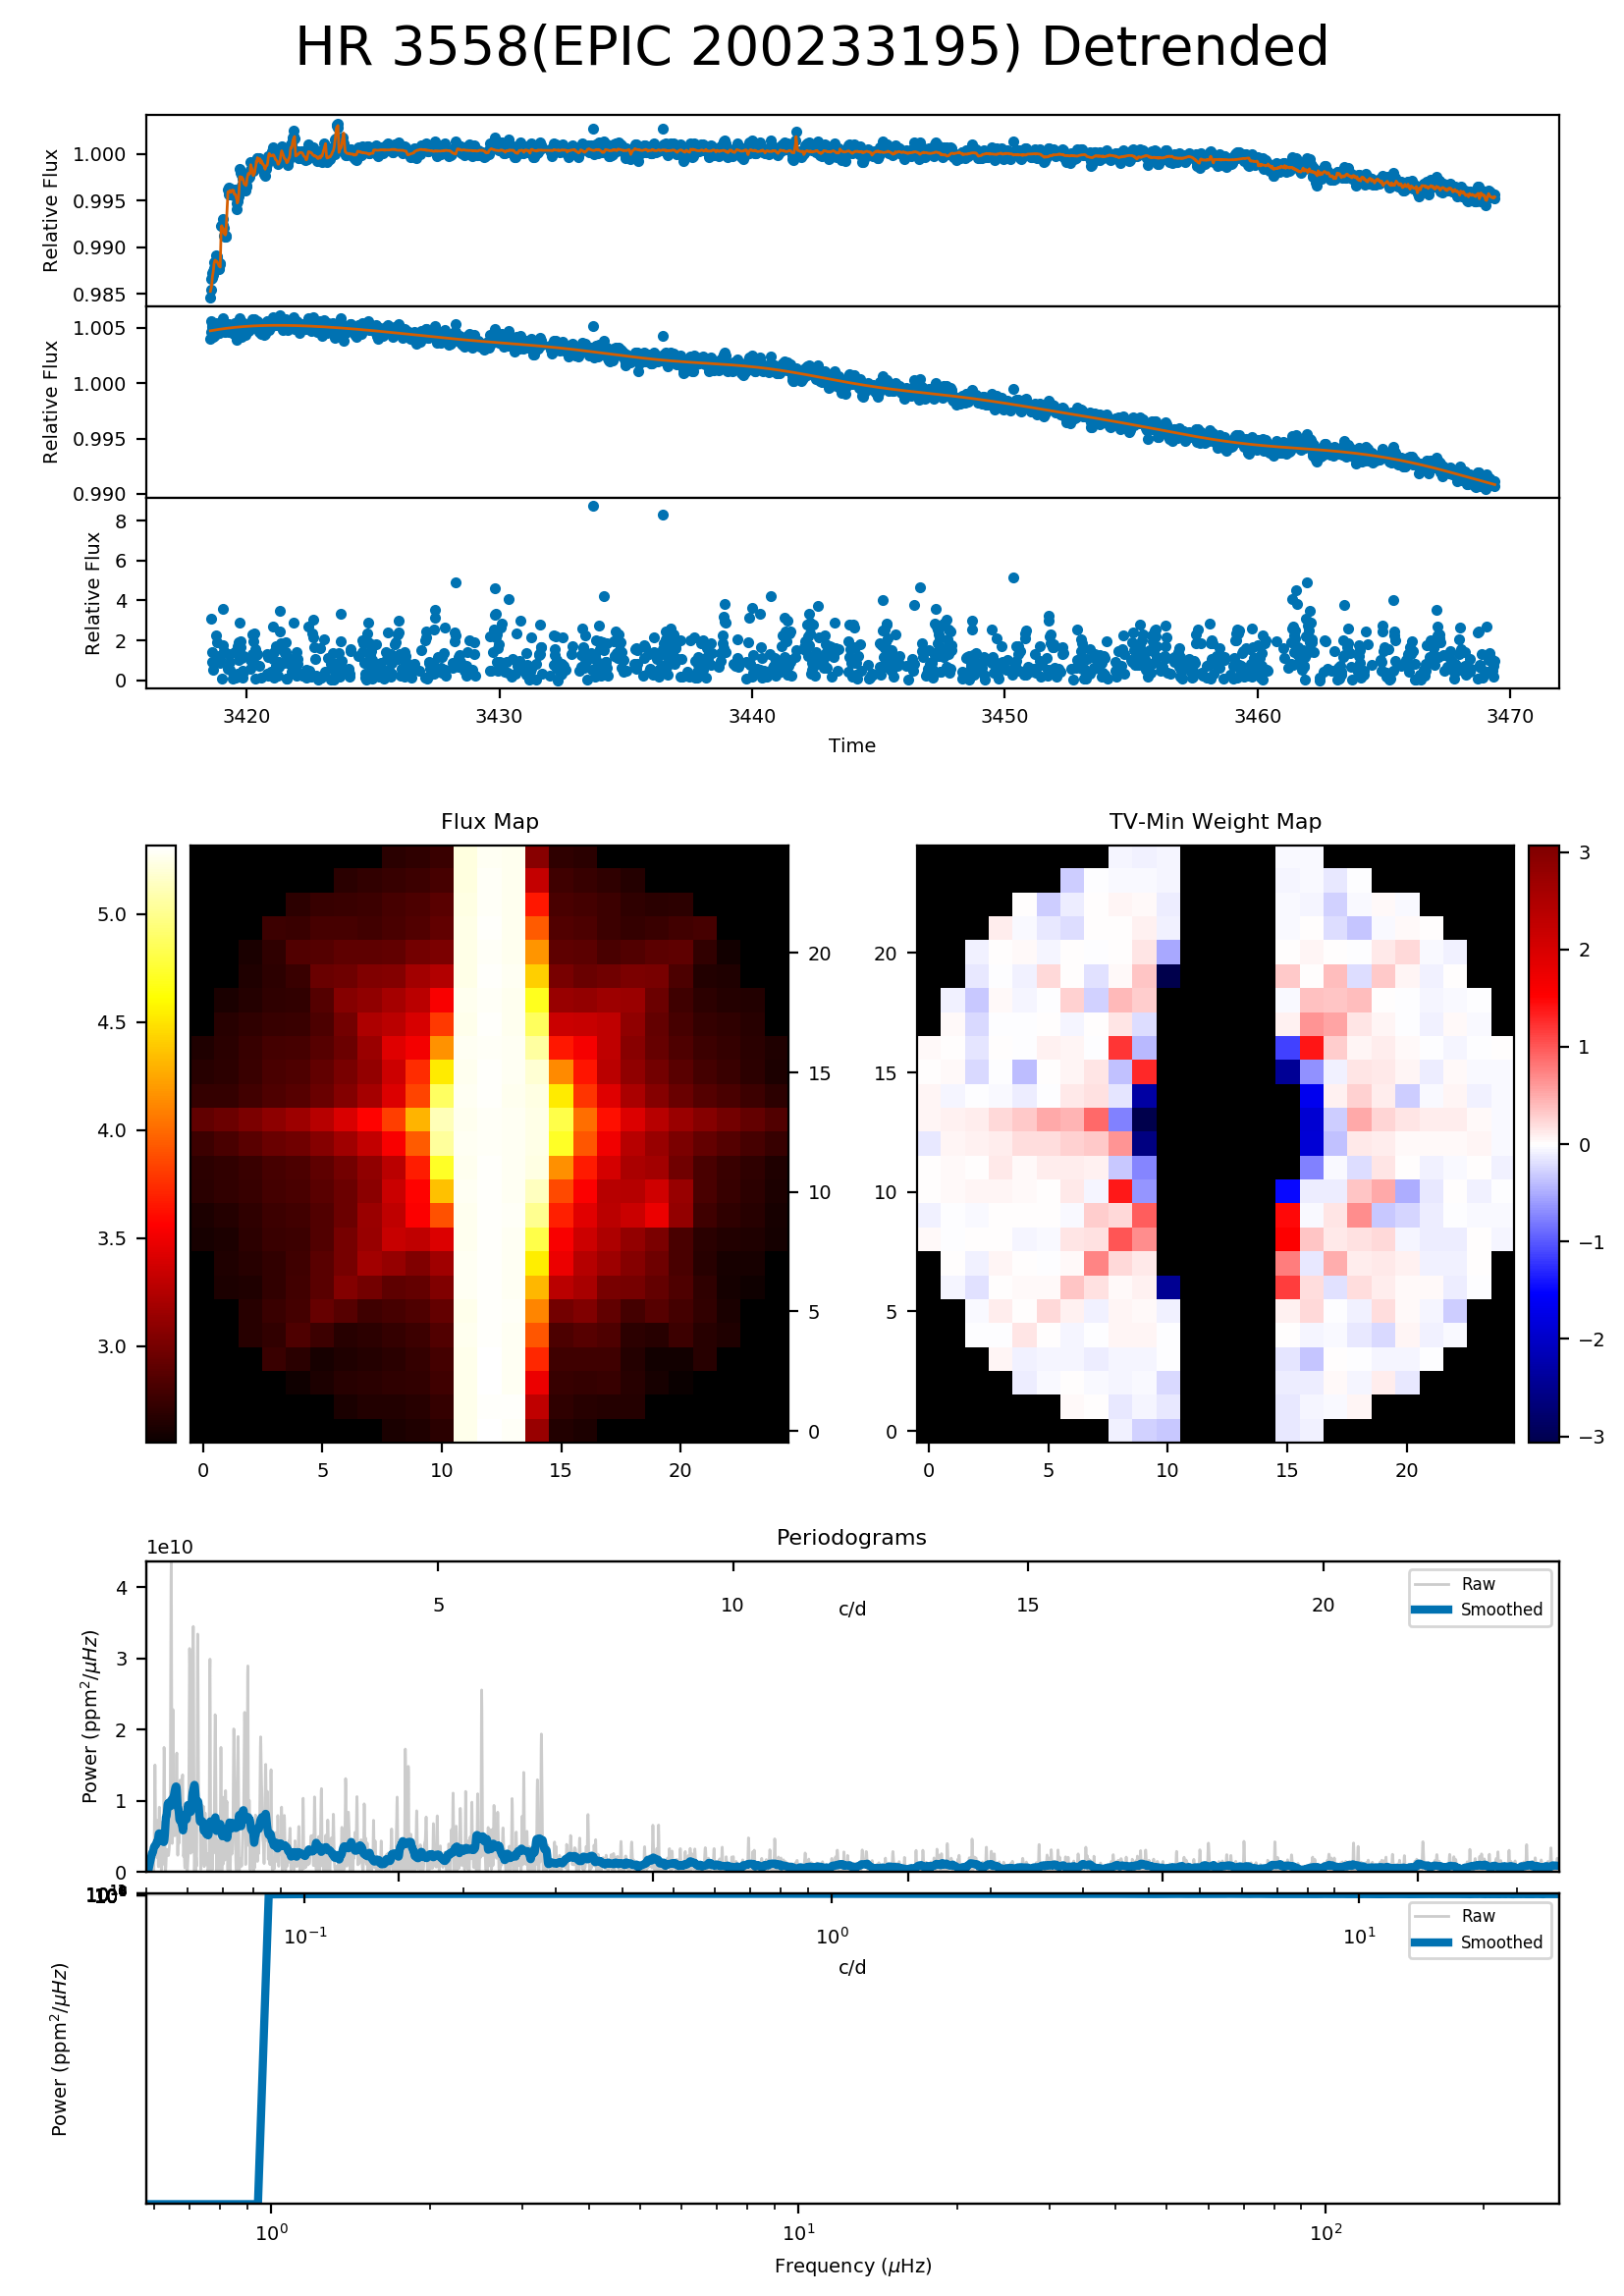 HR 3558(EPIC 200233195) Detrended
Relative Flux
1.000
0.995
0.990
0.985
Relative Flux
1.005
1.000
0.995
0.990
Relative Flux
8
6
4
2
0
3420 3430 3440 3450 3460 3470
Time
Flux Map
5.0
4.5
4.0
3.5
3.0
20
15
10
5
0
0 5 10 15 20
TV-Min Weight Map
20
15
10
5
0
0 5 10 15 20
3
2
1
0
−1
−2
−3
Periodograms
1e10
Power (ppm²/μHz)
4
3
2
1
0
5 10 15 20
c/d
Raw
Smoothed
Power (ppm²/μHz)
10⁻¹ 10⁰ 10¹
c/d
Raw
Smoothed
10⁰ 10¹ 10²
Frequency (μHz)